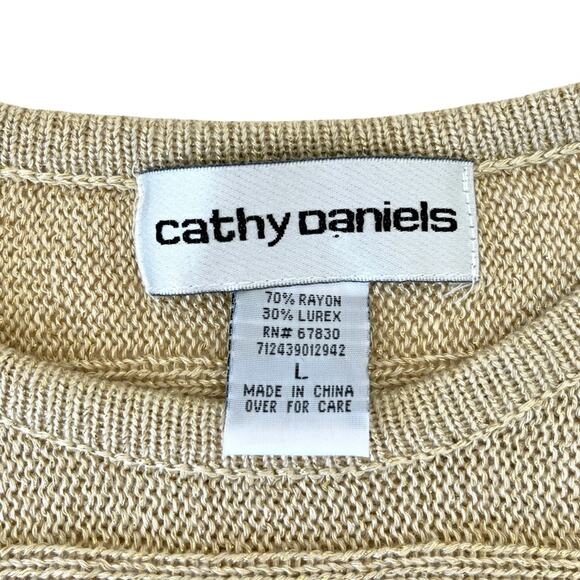 cathy Daniels
70% RAYON
30% LUREX
RN# 67830
712439012942
L
MADE IN CHINA
OVER FOR CARE